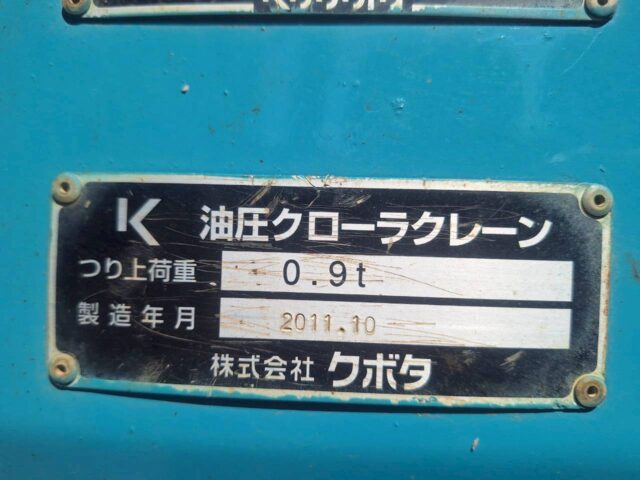 K 油圧クローラクレーン
つり上荷重 0.9t
製造年月 2011.10
株式会社 クボタ